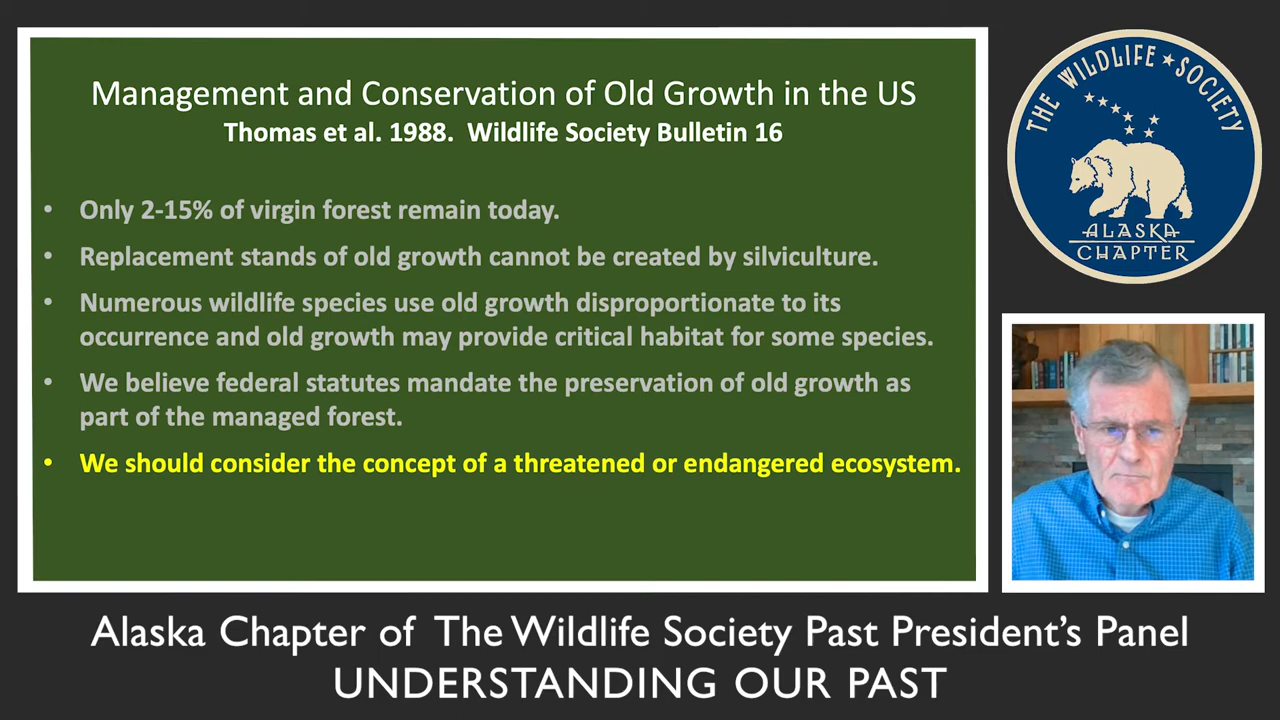 Management and Conservation of Old Growth in the US
Thomas et al. 1988.  Wildlife Society Bulletin 16
• Only 2-15% of virgin forest remain today.
• Replacement stands of old growth cannot be created by silviculture.
• Numerous wildlife species use old growth disproportionate to its
occurrence and old growth may provide critical habitat for some species.
• We believe federal statutes mandate the preservation of old growth as
part of the managed forest.
• We should consider the concept of a threatened or endangered ecosystem.
THE WILDLIFE ★ SOCIETY
ALASKA
CHAPTER
Alaska Chapter of The Wildlife Society Past President’s Panel
UNDERSTANDING OUR PAST